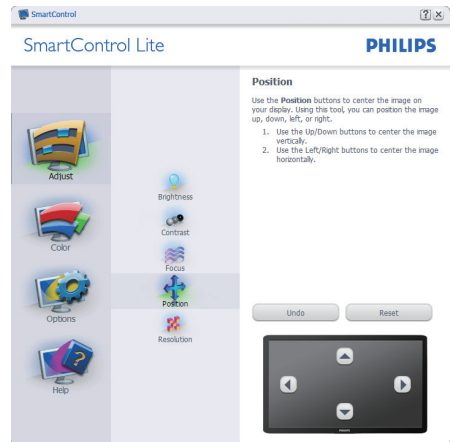 SmartControl
SmartControl Lite
PHILIPS
Adjust
Color
Options
Help
Brightness
Contrast
Focus
Position
Resolution
Position
Use the Position buttons to center the image on
your display. Using this tool, you can position the image
up, down, left, or right.
1. Use the Up/Down buttons to center the image
vertically.
2. Use the Left/Right buttons to center the image
horizontally.
Undo
Reset
PHILIPS